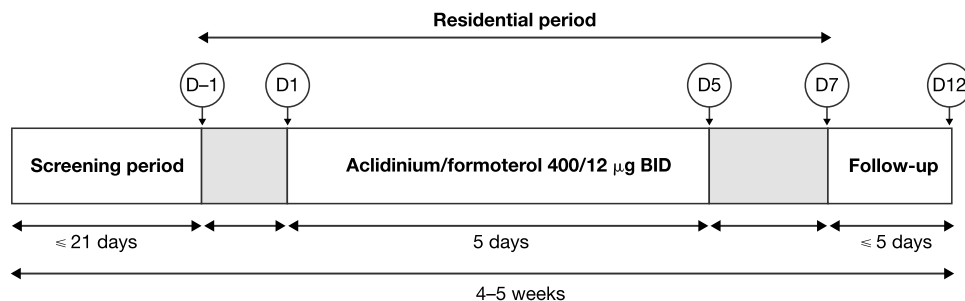 Residential period
D–1
D1
D5
D7
D12
Screening period
Aclidinium/formoterol 400/12 μg BID
Follow-up
⩽ 21 days
5 days
⩽ 5 days
4–5 weeks